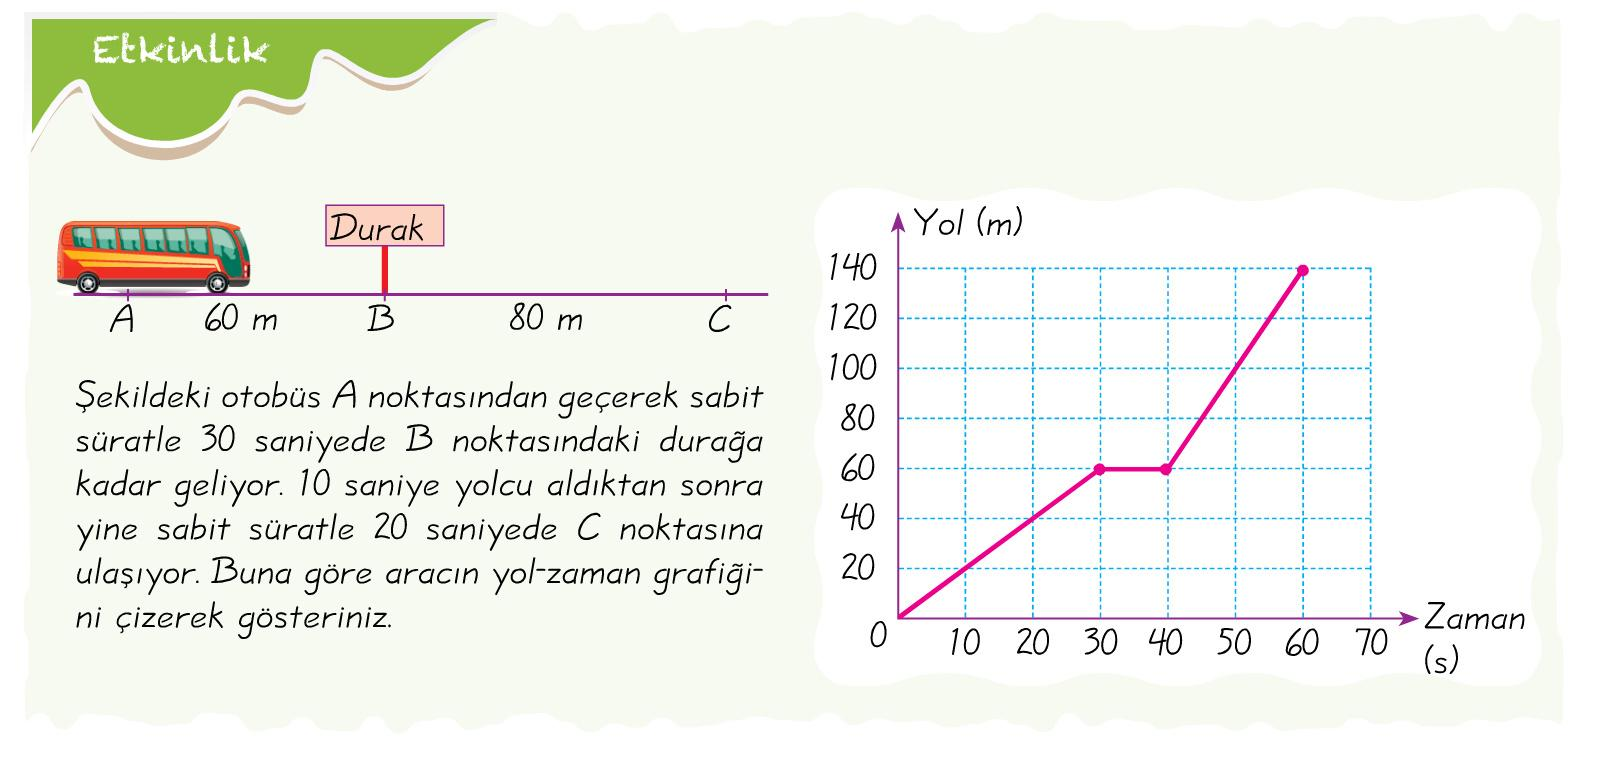 Etkinlik
Durak
A 60 m B 80 m C
Şekildeki otobüs A noktasından geçerek sabit
süratle 30 saniyede B noktasındaki durağa
kadar geliyor. 10 saniye yolcu aldıktan sonra
yine sabit süratle 20 saniyede C noktasına
ulaşıyor. Buna göre aracın yol-zaman grafiği-
ni çizerek gösteriniz.
Yol (m)
140
120
100
80
60
40
20
0 10 20 30 40 50 60 70
Zaman
(s)